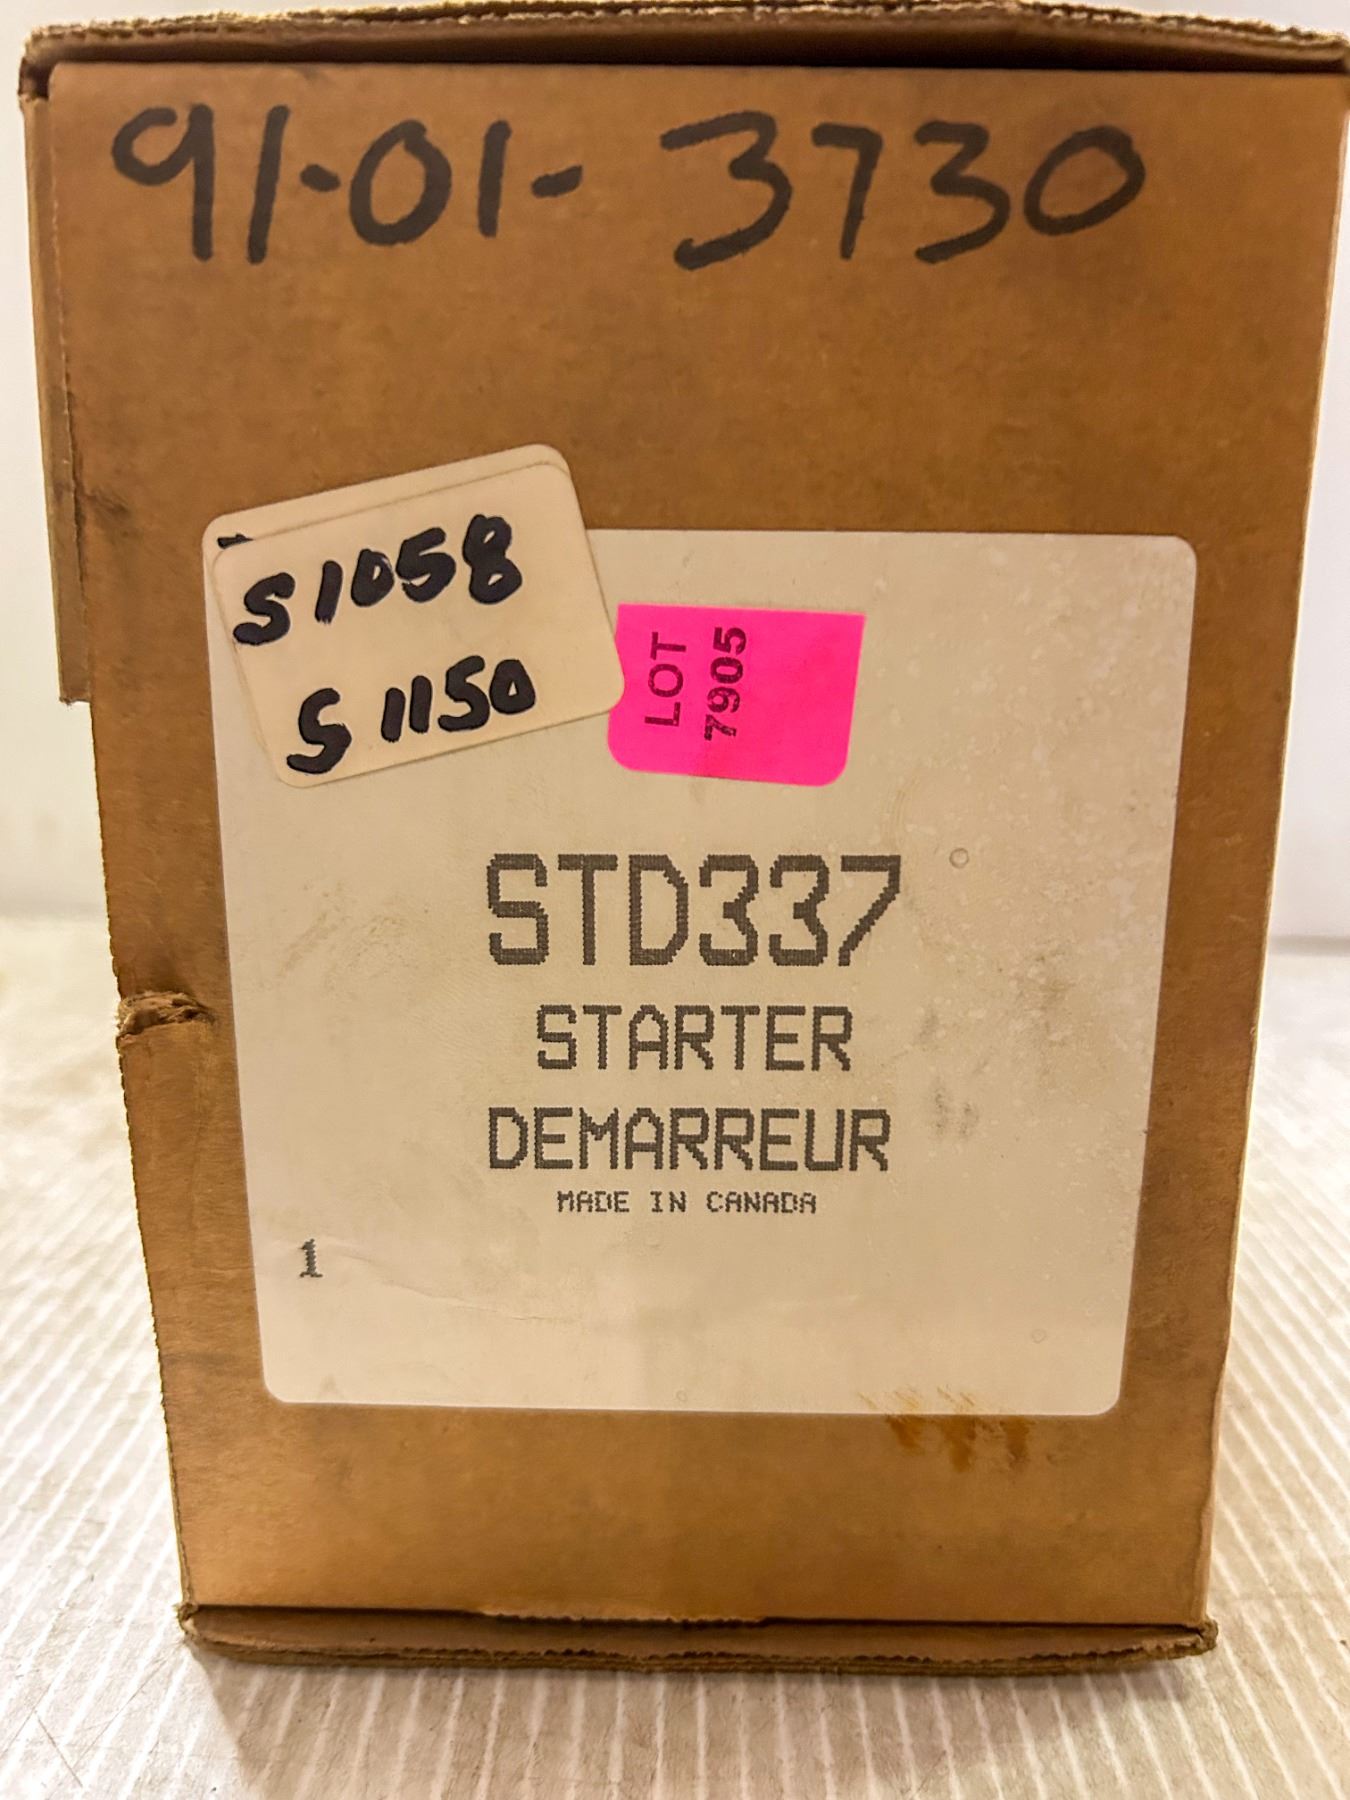 91-01-3730
S1058
S1150
LOT
7905
STD337
STARTER
DEMARREUR
MADE IN CANADA
1